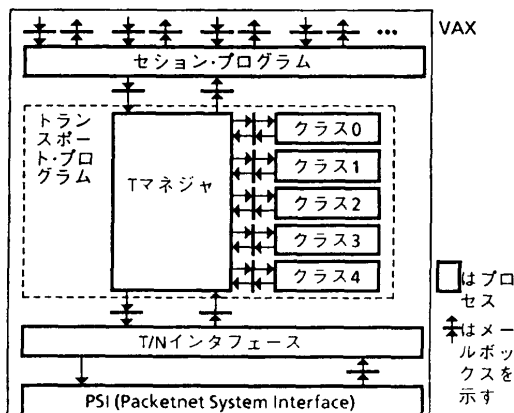 VAX
•••
セション・プログラム
トラン
スポー
ト・プロ
グラム
Tマネジャ
クラス0
クラス1
クラス2
クラス3
クラス4
T/Nインタフェース
PSI (Packetnet System Interface)
はプロ
セス
はメー
ルボッ
クスを
示す